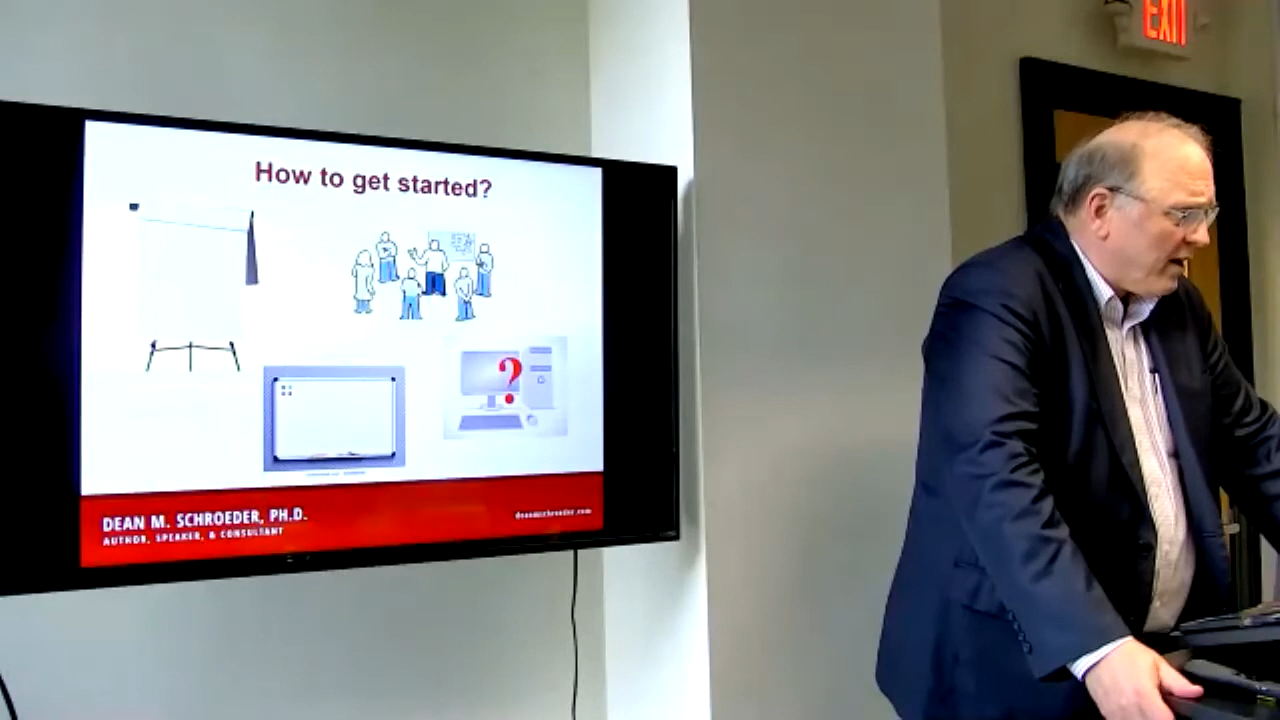 EXIT
How to get started?
?
DEAN M. SCHROEDER, PH.D.
AUTHOR, SPEAKER, & CONSULTANT
deanmschroeder.com